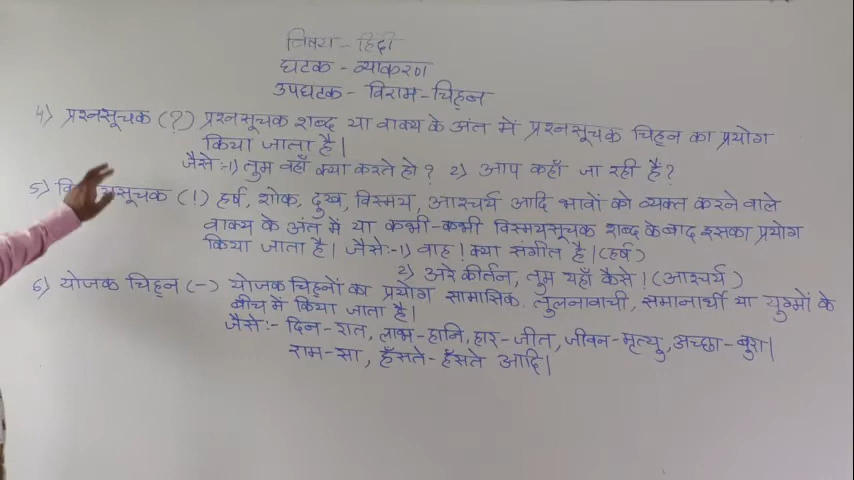 विषय - हिंदी
घटक - व्याकरण
उपघटक - विराम-चिह्न
4) प्रश्नसूचक (?) प्रश्नसूचक शब्द या वाक्य के अंत में प्रश्नसूचक चिह्न का प्रयोग
किया जाता है|
जैसे :- 1) तुम वहाँ क्या करते हो ? 2) आप कहाँ जा रही हैं ?
5) सूचक (!) हर्ष, शोक, दुख, विस्मय, आश्चर्य आदि भावों को व्यक्त करने वाले
वाक्य के अंत में या कभी-कभी विस्मयसूचक शब्द के बाद इसका प्रयोग
किया जाता है| जैसे:- 1) वाह! क्या संगीत है| (हर्ष)
2) अरे कीर्तन, तुम यहाँ कैसे! (आश्चर्य)
6) योजक चिह्न (-) योजक चिह्नों का प्रयोग सामासिक, तुलनावाची, समानार्थी या युग्मों के
बीच में किया जाता है|
जैसे:- दिन-रात, लाभ-हानि, हार-जीत, जीवन-मृत्यु, अच्छा-बुरा|
राम-सा, हँसते-हँसते आदि|